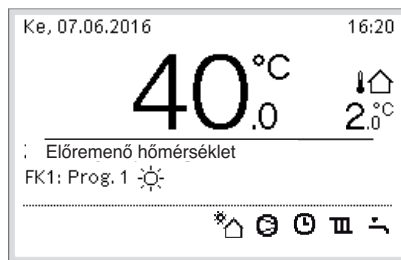 Ke, 07.06.2016 16:20
40.0 °C
2.0 °C
Előremenő hőmérséklet
FK1: Prog. 1